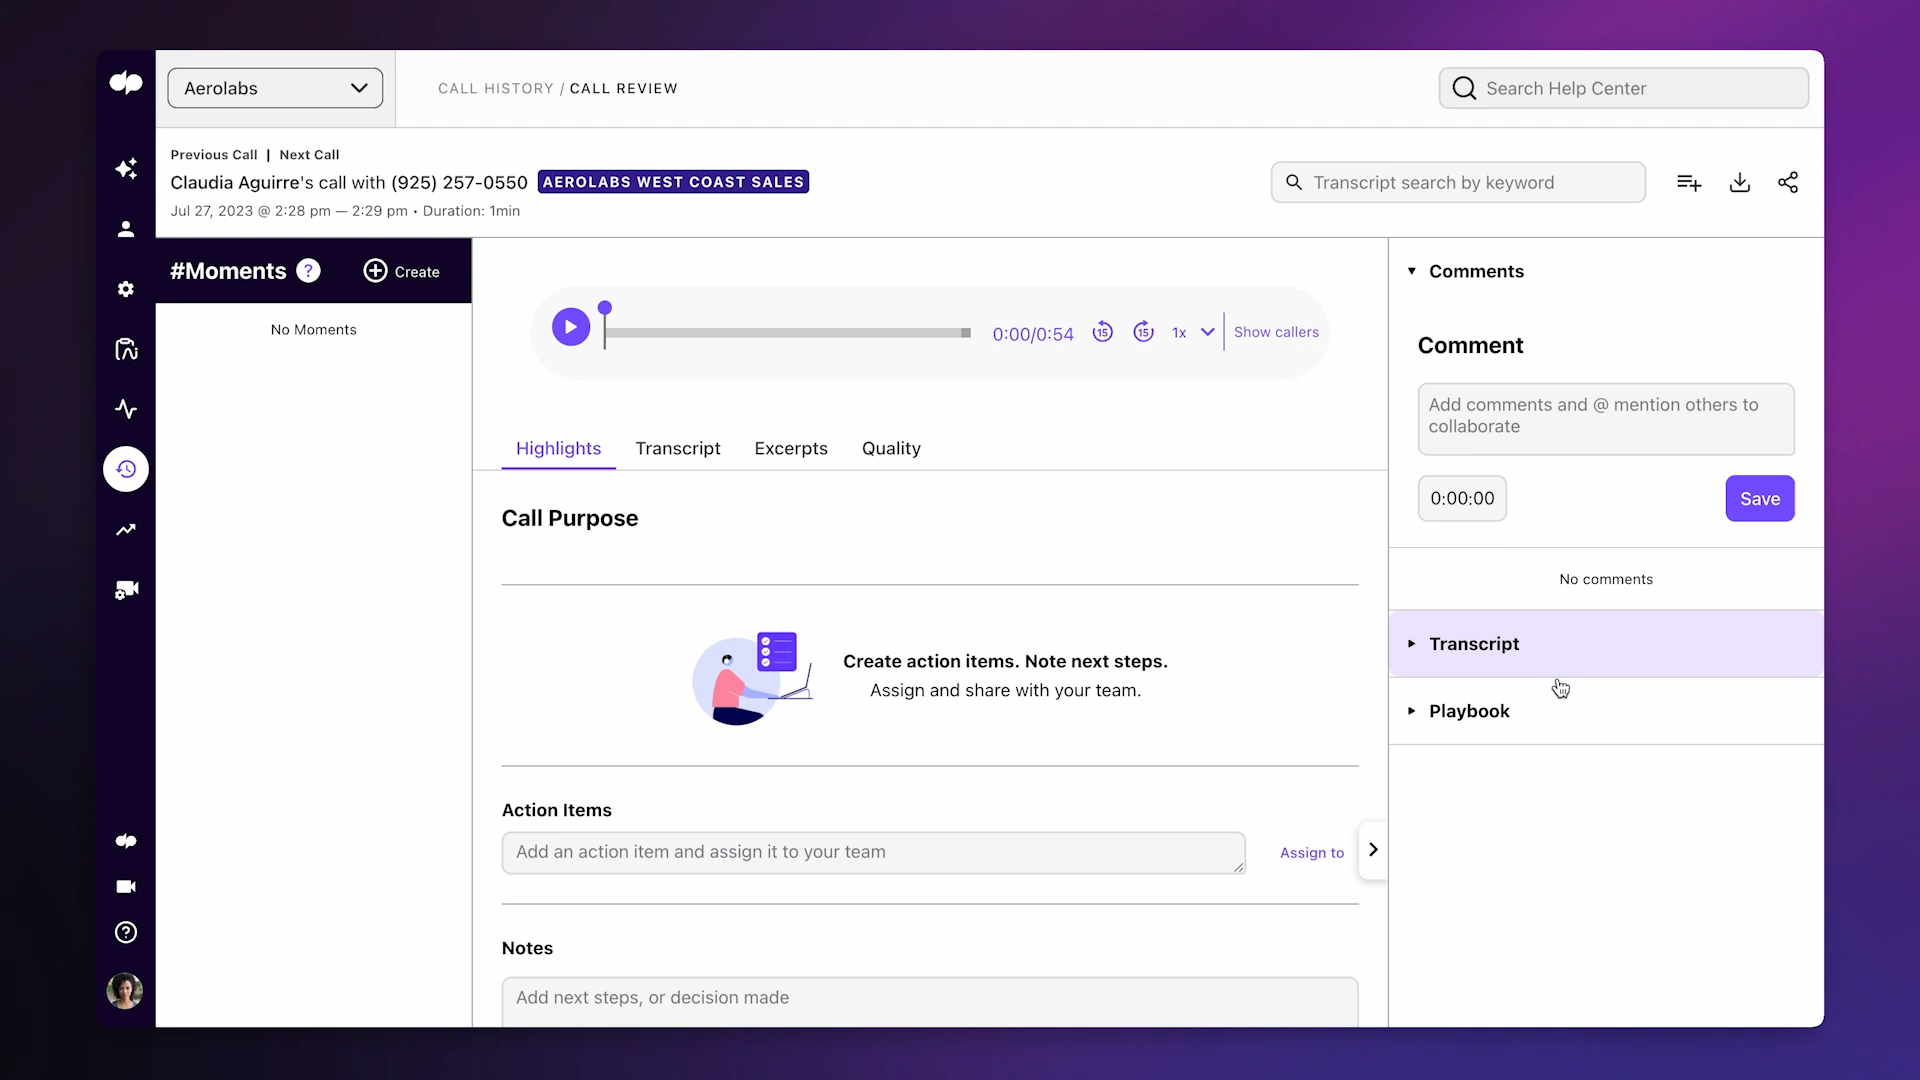 Aerolabs
CALL HISTORY / CALL REVIEW
Search Help Center
Previous Call | Next Call
Claudia Aguirre's call with (925) 257-0550 AEROLABS WEST COAST SALES
Jul 27, 2023 @ 2:28 pm — 2:29 pm • Duration: 1min
Transcript search by keyword
#Moments ? Create
No Moments
0:00/0:54 15 15 1x Show callers
Highlights Transcript Excerpts Quality
Call Purpose
Create action items. Note next steps.
Assign and share with your team.
Action Items
Add an action item and assign it to your team
Assign to
Notes
Add next steps, or decision made
Comments
Comment
Add comments and @ mention others to
collaborate
0:00:00
Save
No comments
Transcript
Playbook